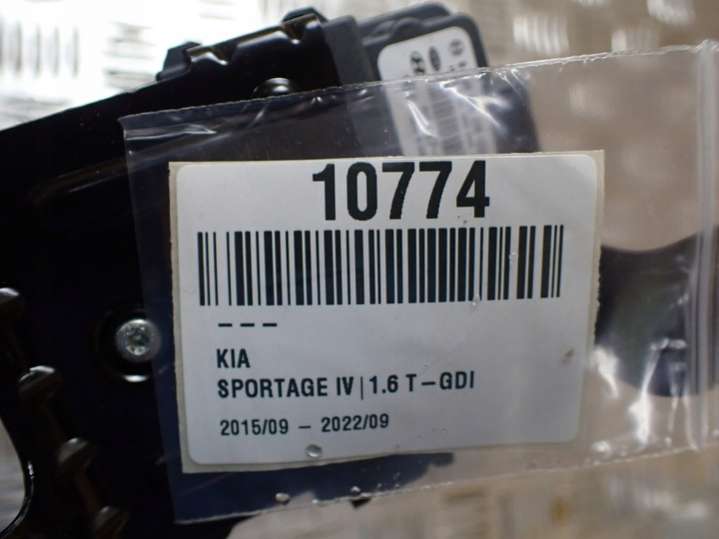 10774
---
KIA
SPORTAGE IV | 1.6 T-GDI
2015/09 - 2022/09